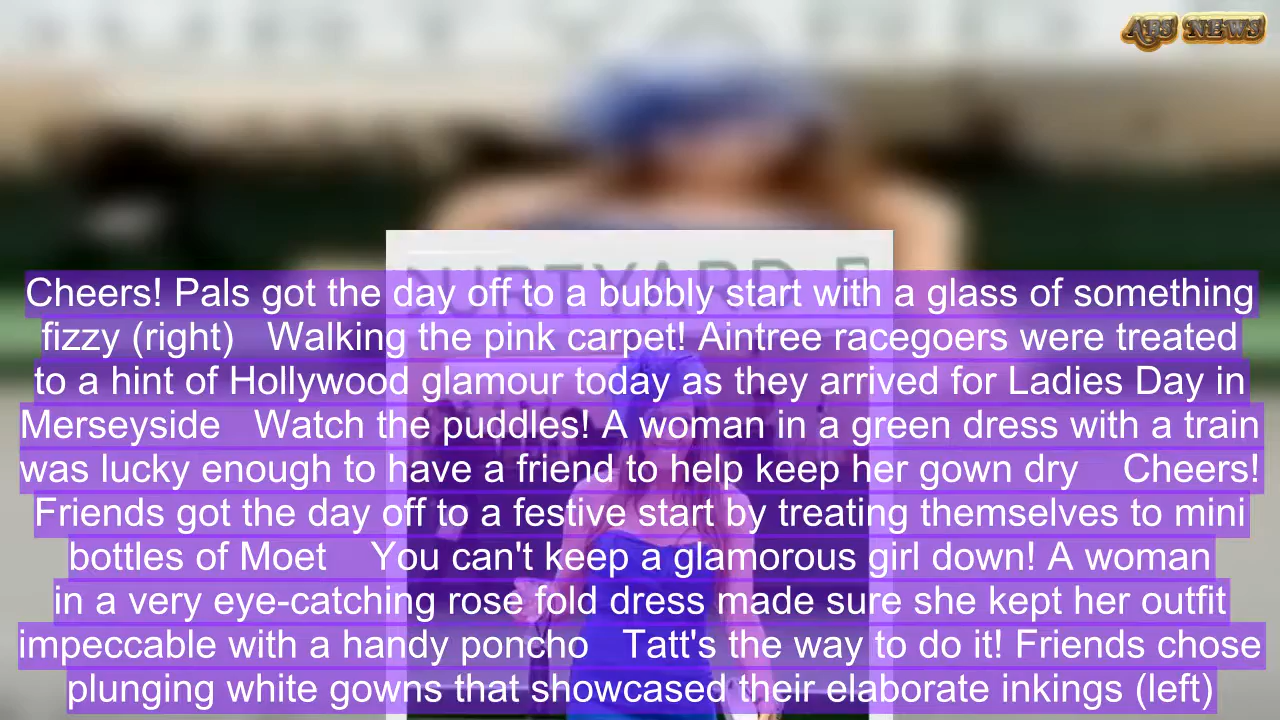 ABS NEWS
OURTYARD
Cheers! Pals got the day off to a bubbly start with a glass of something
fizzy (right) Walking the pink carpet! Aintree racegoers were treated
to a hint of Hollywood glamour today as they arrived for Ladies Day in
Merseyside Watch the puddles! A woman in a green dress with a train
was lucky enough to have a friend to help keep her gown dry Cheers!
Friends got the day off to a festive start by treating themselves to mini
bottles of Moet You can't keep a glamorous girl down! A woman
in a very eye-catching rose fold dress made sure she kept her outfit
impeccable with a handy poncho Tatt's the way to do it! Friends chose
plunging white gowns that showcased their elaborate inkings (left)